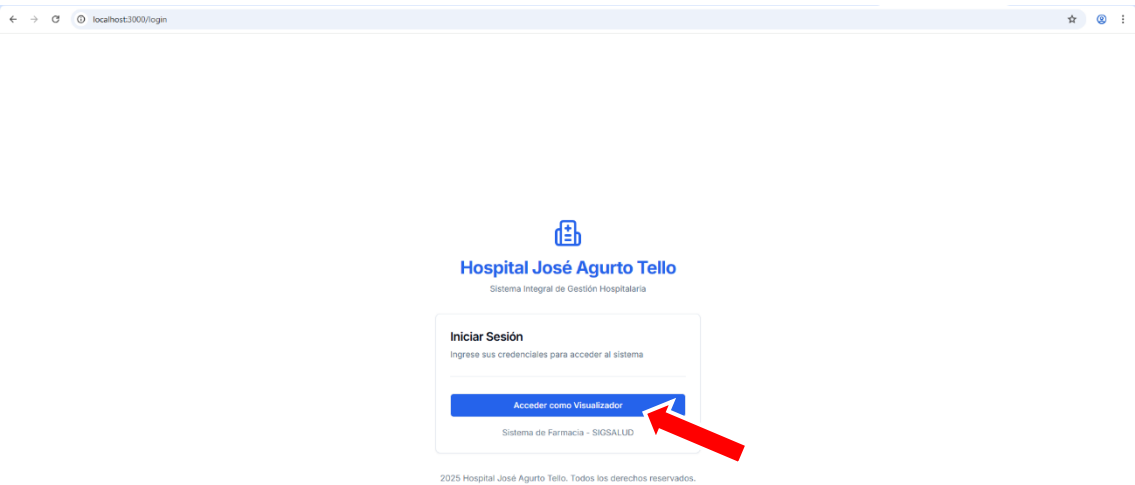 localhost:3000/login
Hospital José Agurto Tello
Sistema Integral de Gestión Hospitalaria
Iniciar Sesión
Ingrese sus credenciales para acceder al sistema
Acceder como Visualizador
Sistema de Farmacia - SIGSALUD
2025 Hospital José Agurto Tello. Todos los derechos reservados.